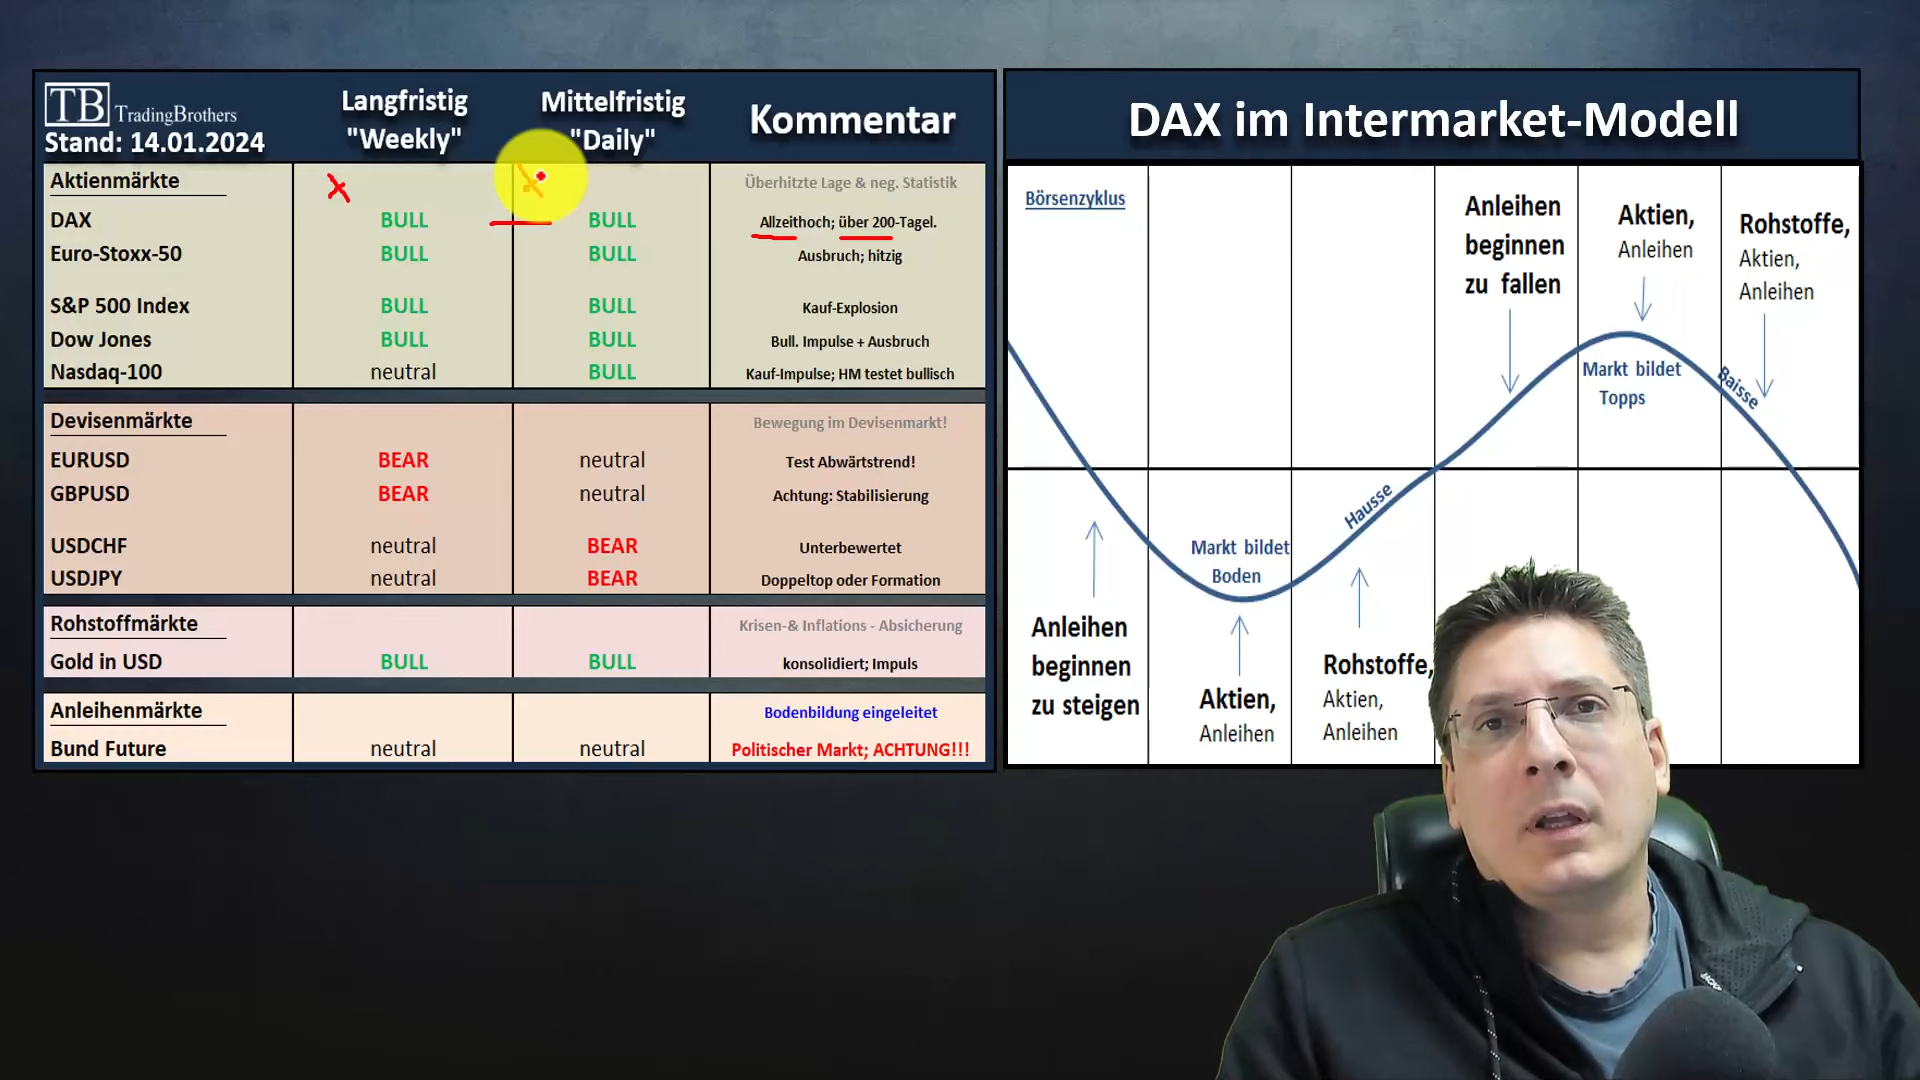 TB TradingBrothers
Stand: 14.01.2024
Langfristig
"Weekly"
Mittelfristig
"Daily"
Kommentar
Aktienmärkte
Überhitzte Lage & neg. Statistik
DAX BULL BULL Allzeithoch; über 200-Tagel.
Euro-Stoxx-50 BULL BULL Ausbruch; hitzig
S&P 500 Index BULL BULL Kauf-Explosion
Dow Jones BULL BULL Bull. Impulse + Ausbruch
Nasdaq-100 neutral BULL Kauf-Impulse; HM testet bullisch
Devisenmärkte
Bewegung im Devisenmarkt!
EURUSD BEAR neutral Test Abwärtstrend!
GBPUSD BEAR neutral Achtung: Stabilisierung
USDCHF neutral BEAR Unterbewertet
USDJPY neutral BEAR Doppeltop oder Formation
Rohstoffmärkte
Krisen-& Inflations - Absicherung
Gold in USD BULL BULL konsolidiert; Impuls
Anleihenmärkte
Bodenbildung eingeleitet
Bund Future neutral neutral Politischer Markt; ACHTUNG!!!
DAX im Intermarket-Modell
Börsenzyklus
Anleihen
beginnen
zu fallen
Aktien,
Anleihen
Rohstoffe,
Aktien,
Anleihen
Markt bildet
Topps
Baisse
Hausse
Markt bildet
Boden
Anleihen
beginnen
zu steigen
Aktien,
Anleihen
Rohstoffe,
Aktien,
Anleihen